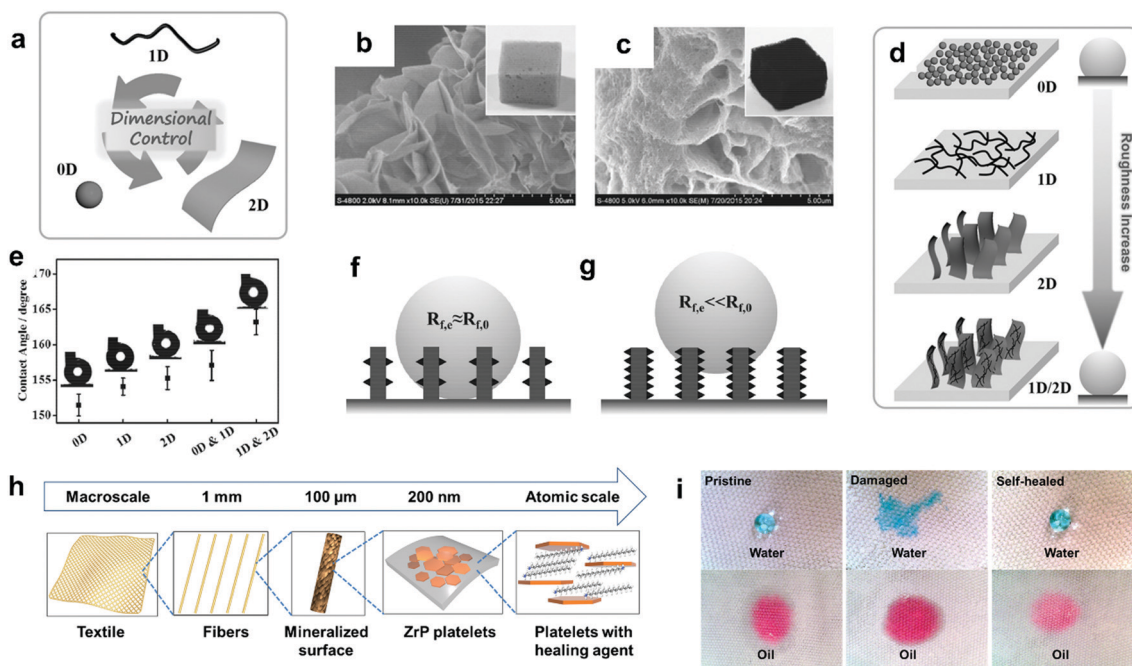 a
1D
Dimensional
Control
0D
2D
b
S-4800 2.0kV 8.1mm x10.0k SE(U) 7/31/2015 22:27
5.00um
c
S-4800 5.0kV 6.0mm x10.0k SE(M) 7/20/2015 20:24
5.00um
d
0D
1D
2D
1D/2D
Roughness Increase
e
Contact Angle / degree
170
165
160
155
150
0D
1D
2D
0D & 1D
1D & 2D
f
Rf,e≈Rf,0
g
Rf,e<<Rf,0
h
Macroscale
1 mm
100 µm
200 nm
Atomic scale
Textile
Fibers
Mineralized
surface
ZrP platelets
Platelets with
healing agent
i
Pristine
Damaged
Self-healed
Water
Water
Water
Oil
Oil
Oil